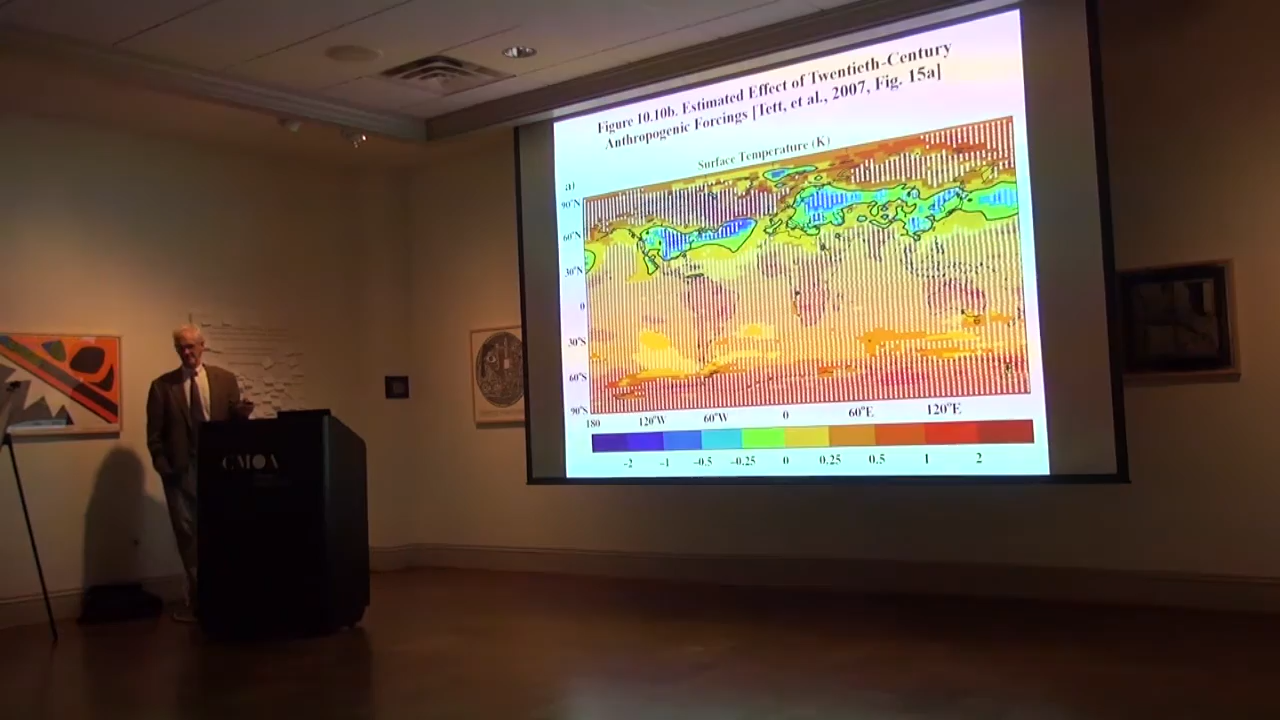 Figure 10.10b. Estimated Effect of Twentieth-Century
Anthropogenic Forcings [Tett, et al., 2007, Fig. 15a]
Surface Temperature (K)
a)
90°N
60°N
30°N
0
30°S
60°S
90°S
180 120°W 60°W 0 60°E 120°E
-2 -1 -0.5 -0.25 0 0.25 0.5 1 2
CMOA